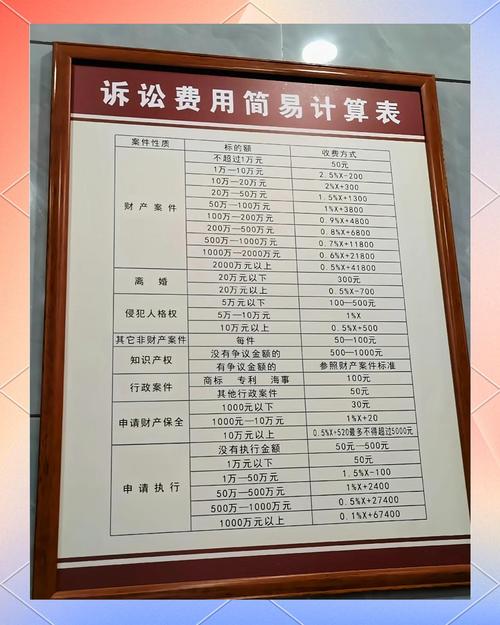 诉讼费用简易计算表
案件性质 标的额 收费方式
财产案件 不超过1万元 50元
1万—10万元 2.5%X-200
10万—20万元 2%X+300
20万—50万元 1.5%X+1300
50万—100万元 1%X+3800
100万—200万元 0.9%X+4800
200万—500万元 0.8%X+6800
500万—1000万元 0.7%X+11800
1000万—2000万元 0.6%X+21800
2000万元以上 0.5%X+41800
离婚 20万元以下 300元
20万元以上 0.5%X-700
侵犯人格权 5万元以下 100—500元
5万—10万元 1%X
10万元以上 0.5%X+500
其它非财产案件 每件 50—100元
知识产权 没有争议金额的 500—1000元
有争议金额的 参照财产案件标准
行政案件 商标 专利 海事 100元
其他行政案件 50元
申请财产保全 1000元以下 30元
1000元—10万元 1%X+20
10万元以上 0.5%X+520最多不得超过5000元
申请执行 没有执行金额 50元—500元
1万元以下 50元
1万—50万元 1.5%X-100
50万—500万元 1%X+2400
500万—1000万元 0.5%X+27400
1000万元以上 0.1%X+67400